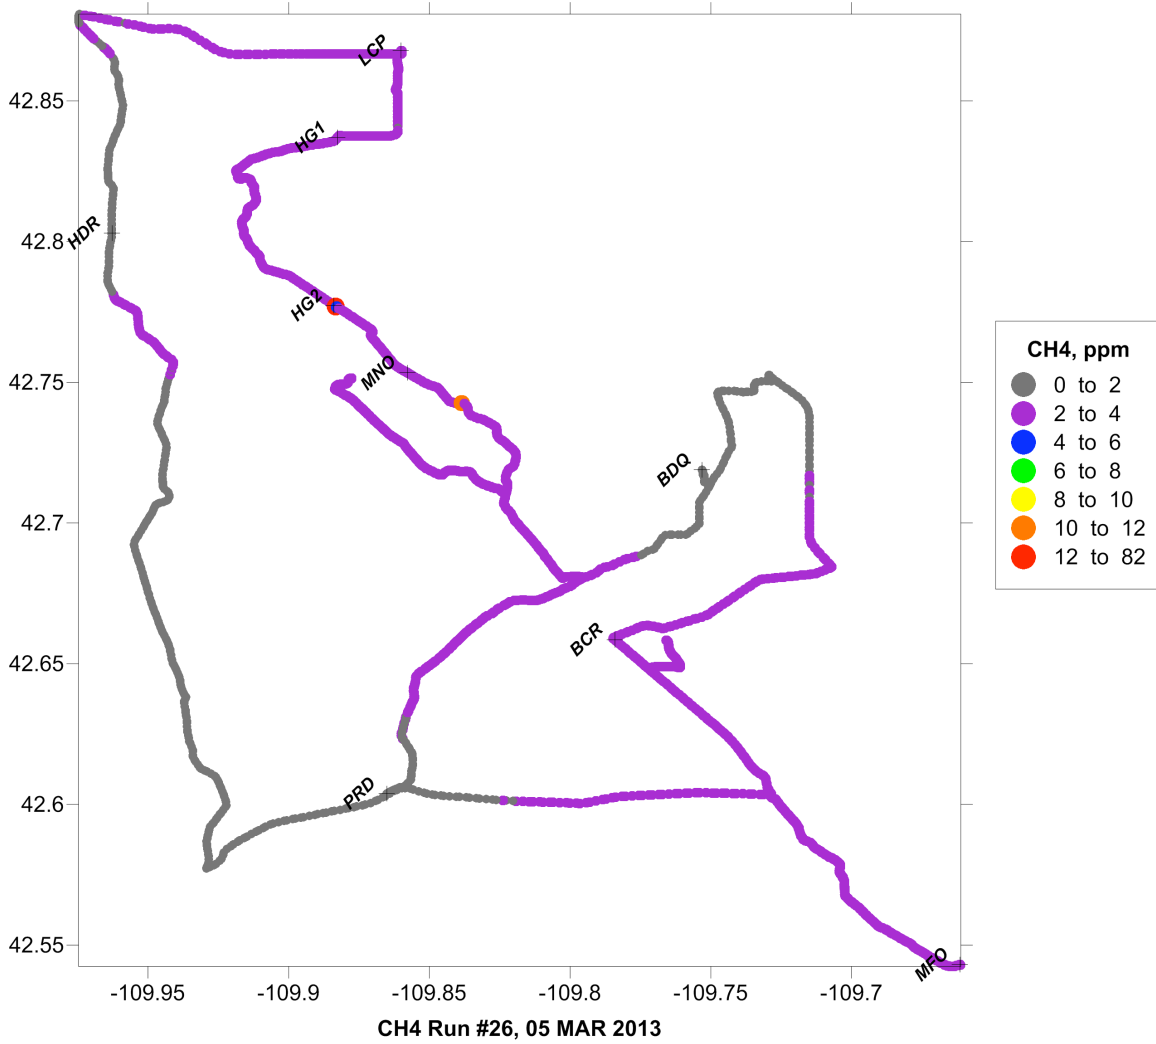 42.85
42.8
42.75
42.7
42.65
42.6
42.55
LCP
HG1
HDR
HG2
MNO
BDQ
BCR
PRD
MFO
CH4, ppm
0 to 2
2 to 4
4 to 6
6 to 8
8 to 10
10 to 12
12 to 82
-109.95 -109.9 -109.85 -109.8 -109.75 -109.7
CH4 Run #26, 05 MAR 2013